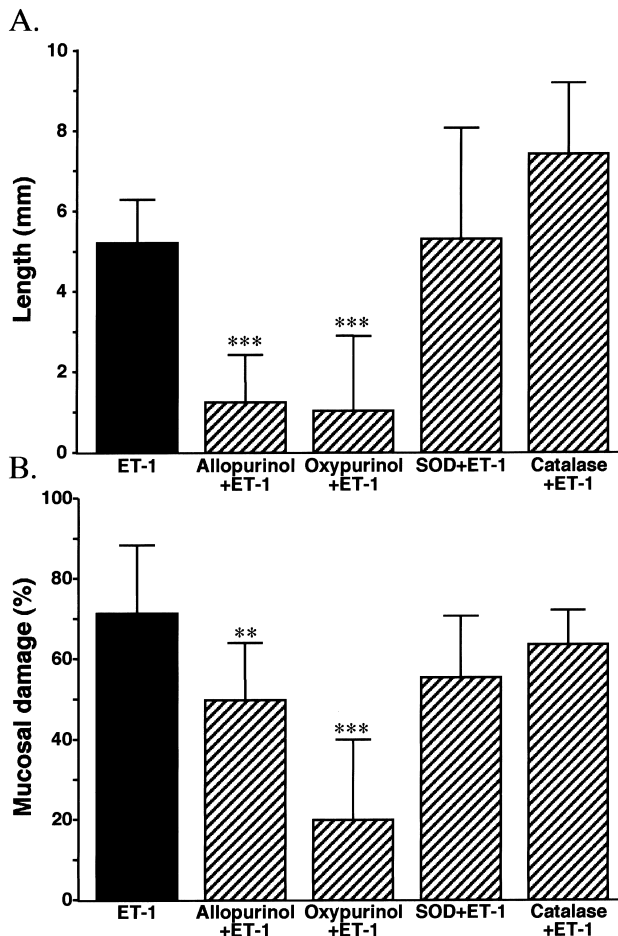 A.
Length (mm)
10
8
6
4
2
0
***
***
ET-1
Allopurinol
+ET-1
Oxypurinol
+ET-1
SOD+ET-1
Catalase
+ET-1
B.
Mucosal damage (%)
100
80
60
40
20
0
**
***
ET-1
Allopurinol
+ET-1
Oxypurinol
+ET-1
SOD+ET-1
Catalase
+ET-1